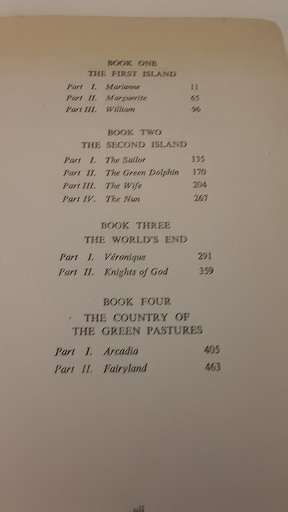 BOOK ONE
THE FIRST ISLAND
Part I. Marianne 11
Part II. Marguerite 65
Part III. William 96
BOOK TWO
THE SECOND ISLAND
Part I. The Sailor 135
Part II. The Green Dolphin 170
Part III. The Wife 204
Part IV. The Nun 267
BOOK THREE
THE WORLD'S END
Part I. Véronique 291
Part II. Knights of God 359
BOOK FOUR
THE COUNTRY OF
THE GREEN PASTURES
Part I. Arcadia 405
Part II. Fairyland 463